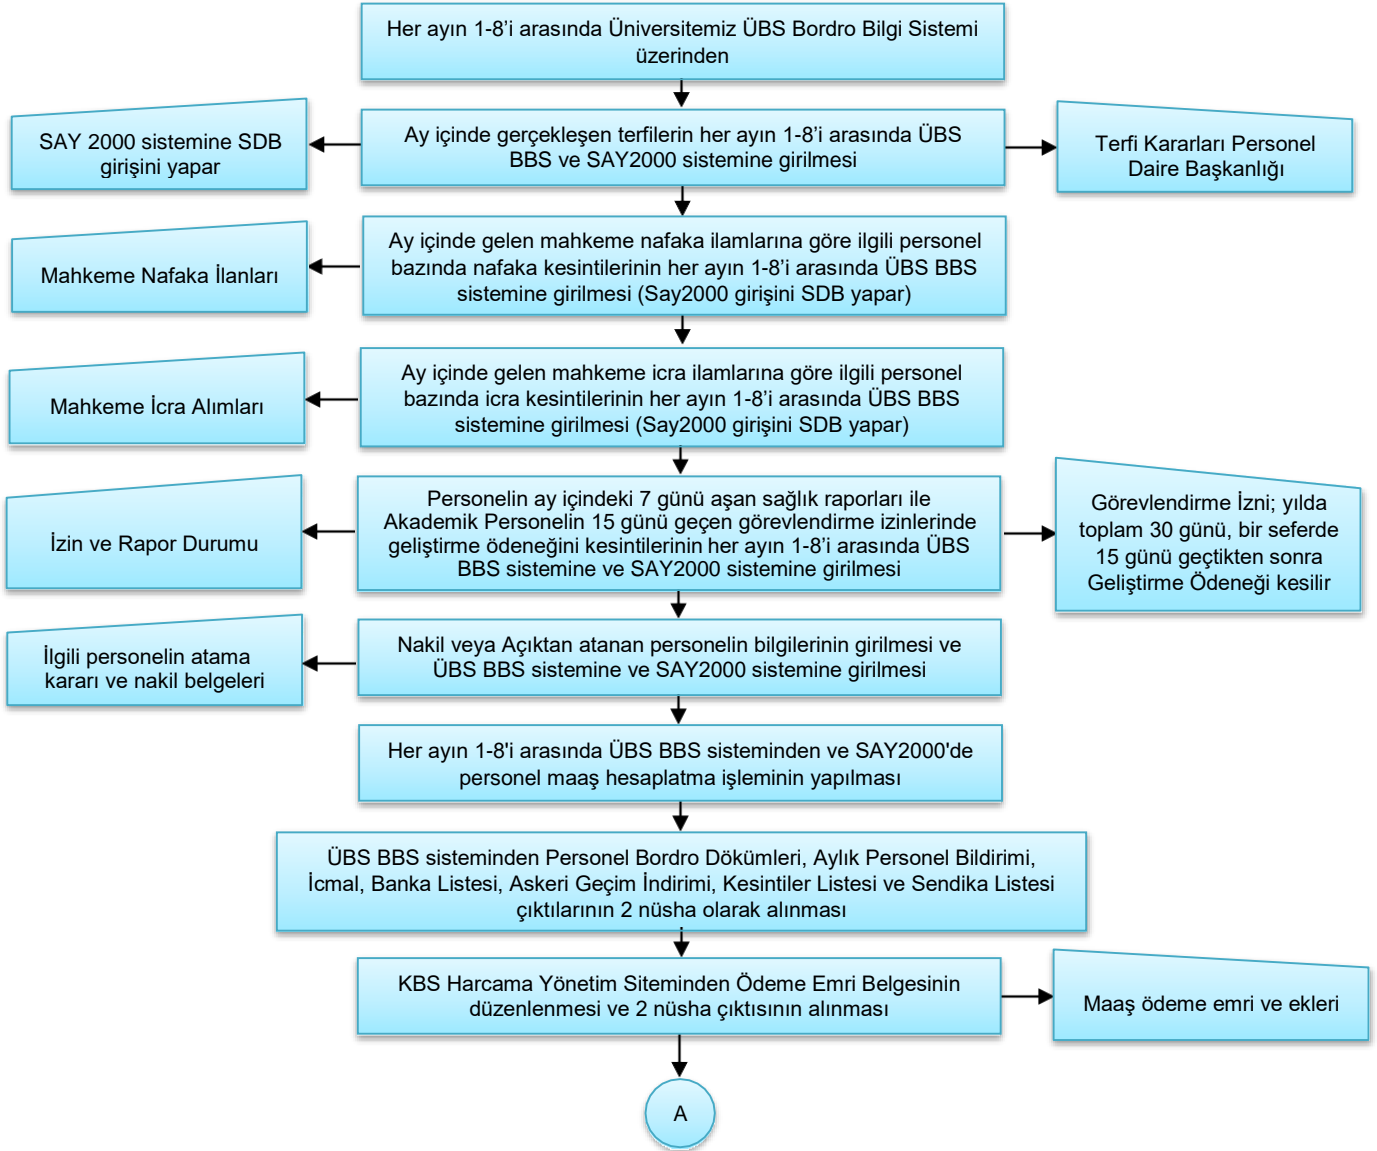 Her ayın 1-8’i arasında Üniversitemiz ÜBS Bordro Bilgi Sistemi
üzerinden
SAY 2000 sistemine SDB
girişini yapar
Ay içinde gerçekleşen terfilerin her ayın 1-8’i arasında ÜBS
BBS ve SAY2000 sistemine girilmesi
Terfi Kararları Personel
Daire Başkanlığı
Mahkeme Nafaka İlanları
Ay içinde gelen mahkeme nafaka ilamlarına göre ilgili personel
bazında nafaka kesintilerinin her ayın 1-8’i arasında ÜBS BBS
sistemine girilmesi (Say2000 girişini SDB yapar)
Mahkeme İcra Alımları
Ay içinde gelen mahkeme icra ilamlarına göre ilgili personel
bazında icra kesintilerinin her ayın 1-8’i arasında ÜBS BBS
sistemine girilmesi (Say2000 girişini SDB yapar)
İzin ve Rapor Durumu
Personelin ay içindeki 7 günü aşan sağlık raporları ile
Akademik Personelin 15 günü geçen görevlendirme izinlerinde
geliştirme ödeneğini kesintilerinin her ayın 1-8’i arasında ÜBS
BBS sistemine ve SAY2000 sistemine girilmesi
Görevlendirme İzni; yılda
toplam 30 günü, bir seferde
15 günü geçtikten sonra
Geliştirme Ödeneği kesilir
İlgili personelin atama
kararı ve nakil belgeleri
Nakil veya Açıktan atanan personelin bilgilerinin girilmesi ve
ÜBS BBS sistemine ve SAY2000 sistemine girilmesi
Her ayın 1-8'i arasında ÜBS BBS sisteminden ve SAY2000'de
personel maaş hesaplatma işleminin yapılması
ÜBS BBS sisteminden Personel Bordro Dökümleri, Aylık Personel Bildirimi,
İcmal, Banka Listesi, Askeri Geçim İndirimi, Kesintiler Listesi ve Sendika Listesi
çıktılarının 2 nüsha olarak alınması
KBS Harcama Yönetim Siteminden Ödeme Emri Belgesinin
düzenlenmesi ve 2 nüsha çıktısının alınması
Maaş ödeme emri ve ekleri
A